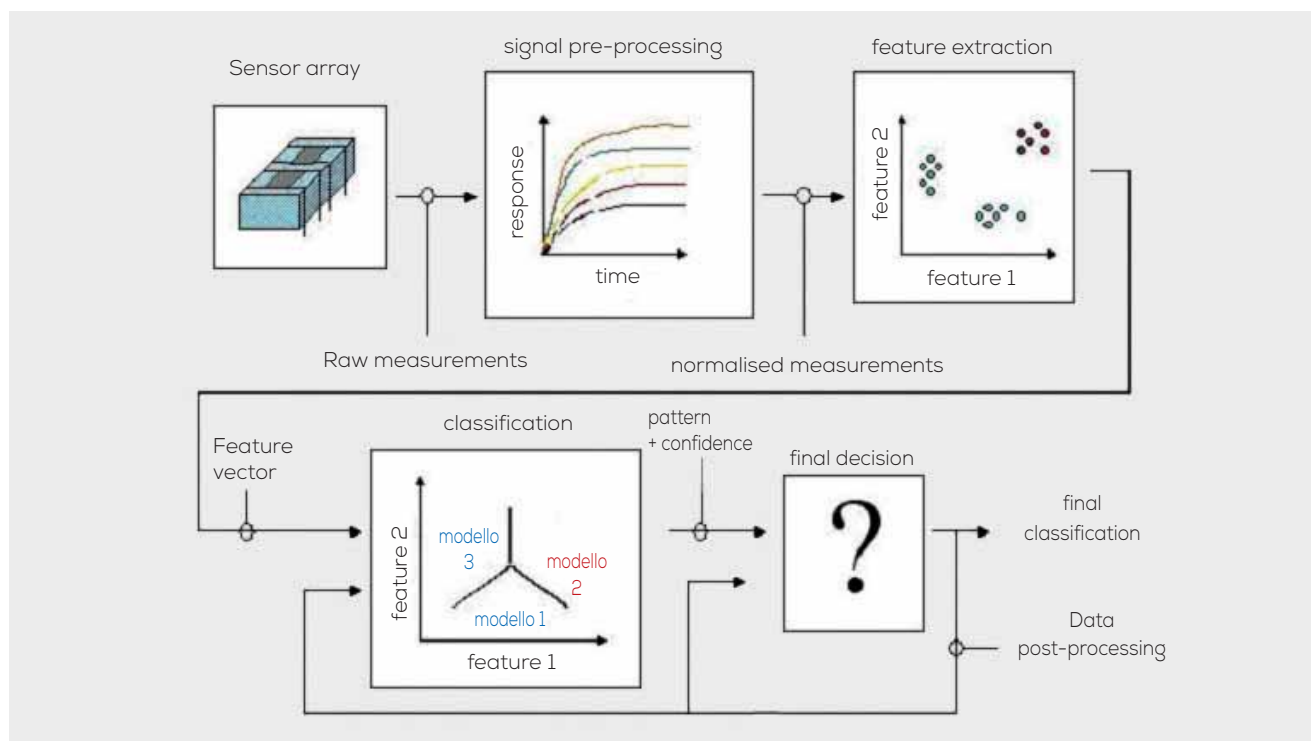 Sensor array
signal pre-processing
feature extraction
response
time
feature 2
feature 1
Raw measurements
normalised measurements
Feature
vector
classification
feature 2
modello
3
modello
2
modello 1
feature 1
pattern
+ confidence
final decision
?
final
classification
Data
post-processing